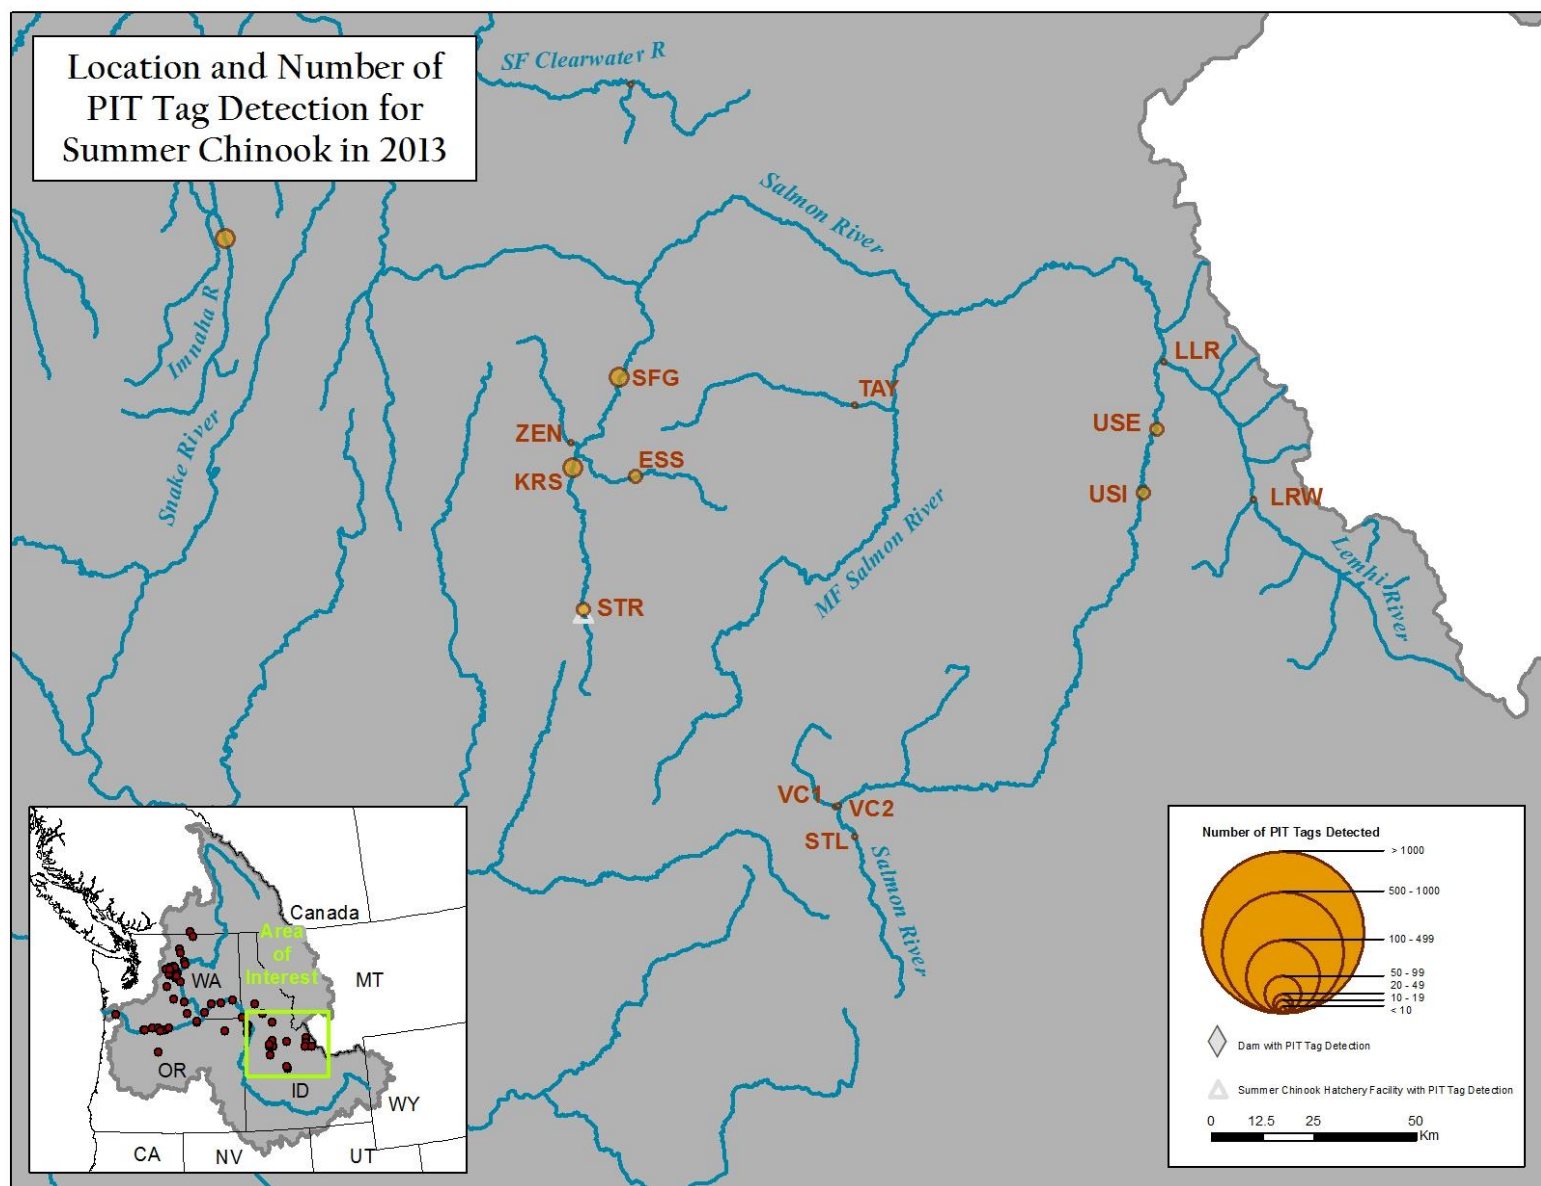 Location and Number of
PIT Tag Detection for
Summer Chinook in 2013
SF Clearwater R
Salmon River
Imnaha R
Snake River
SFG
ZEN
KRS
ESS
TAY
LLR
USE
USI
LRW
MF Salmon River
Lemhi River
STR
VC1
VC2
STL
Salmon River
Canada
Area
of
Interest
WA
MT
OR
ID
WY
CA
NV
UT
Number of PIT Tags Detected
> 1000
500 - 1000
100 - 499
50 - 99
20 - 49
10 - 19
< 10
Dam with PIT Tag Detection
Summer Chinook Hatchery Facility with PIT Tag Detection
0 12.5 25 50
Km